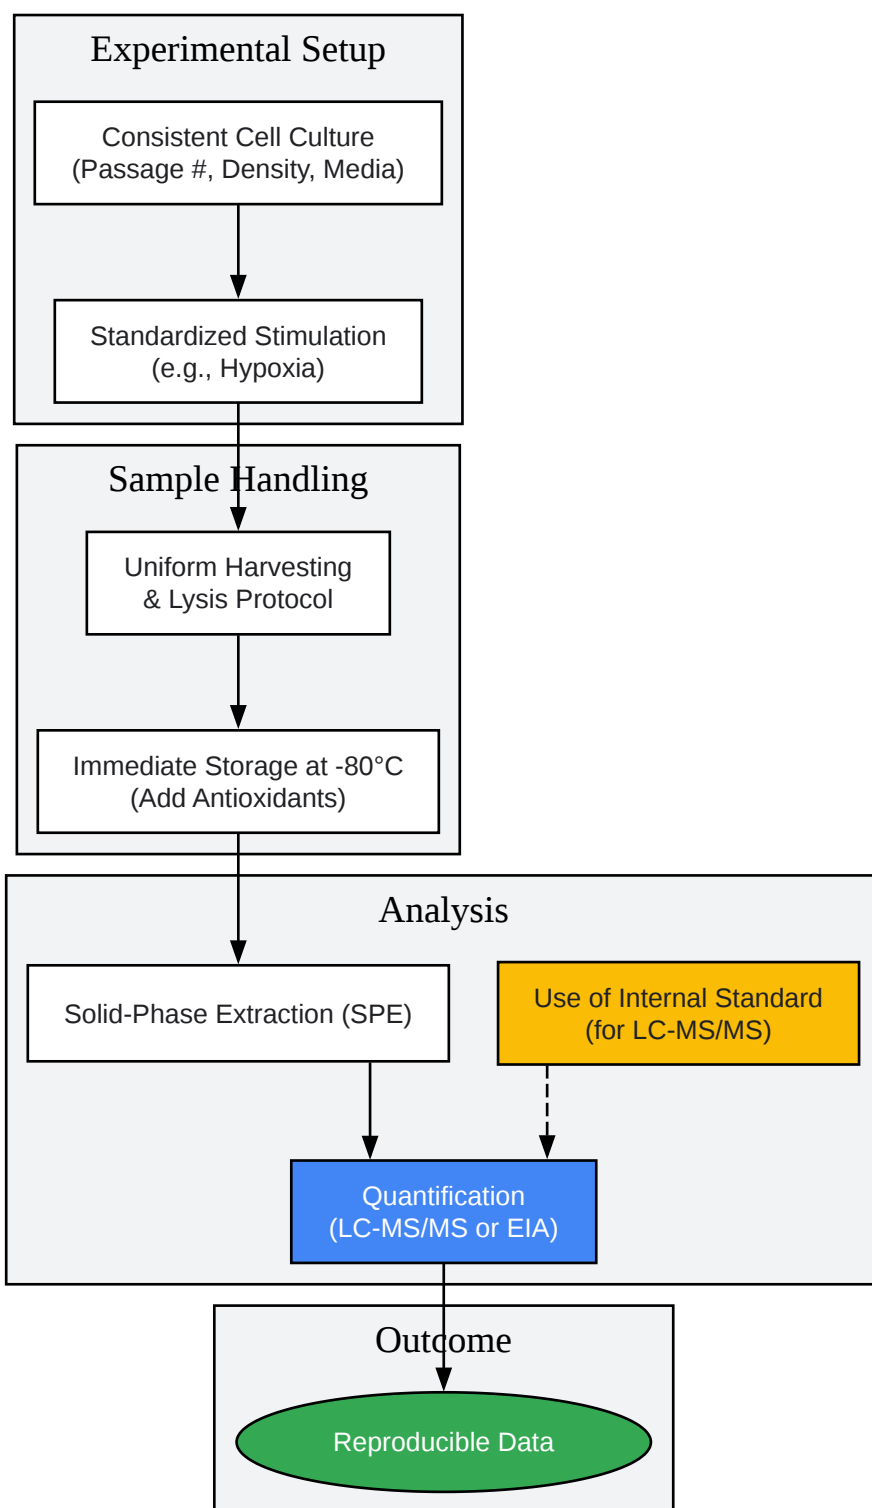 Experimental Setup
Consistent Cell Culture
(Passage #, Density, Media)
Standardized Stimulation
(e.g., Hypoxia)
Sample Handling
Uniform Harvesting
& Lysis Protocol
Immediate Storage at -80°C
(Add Antioxidants)
Analysis
Solid-Phase Extraction (SPE)
Use of Internal Standard
(for LC-MS/MS)
Quantification
(LC-MS/MS or EIA)
Outcome
Reproducible Data